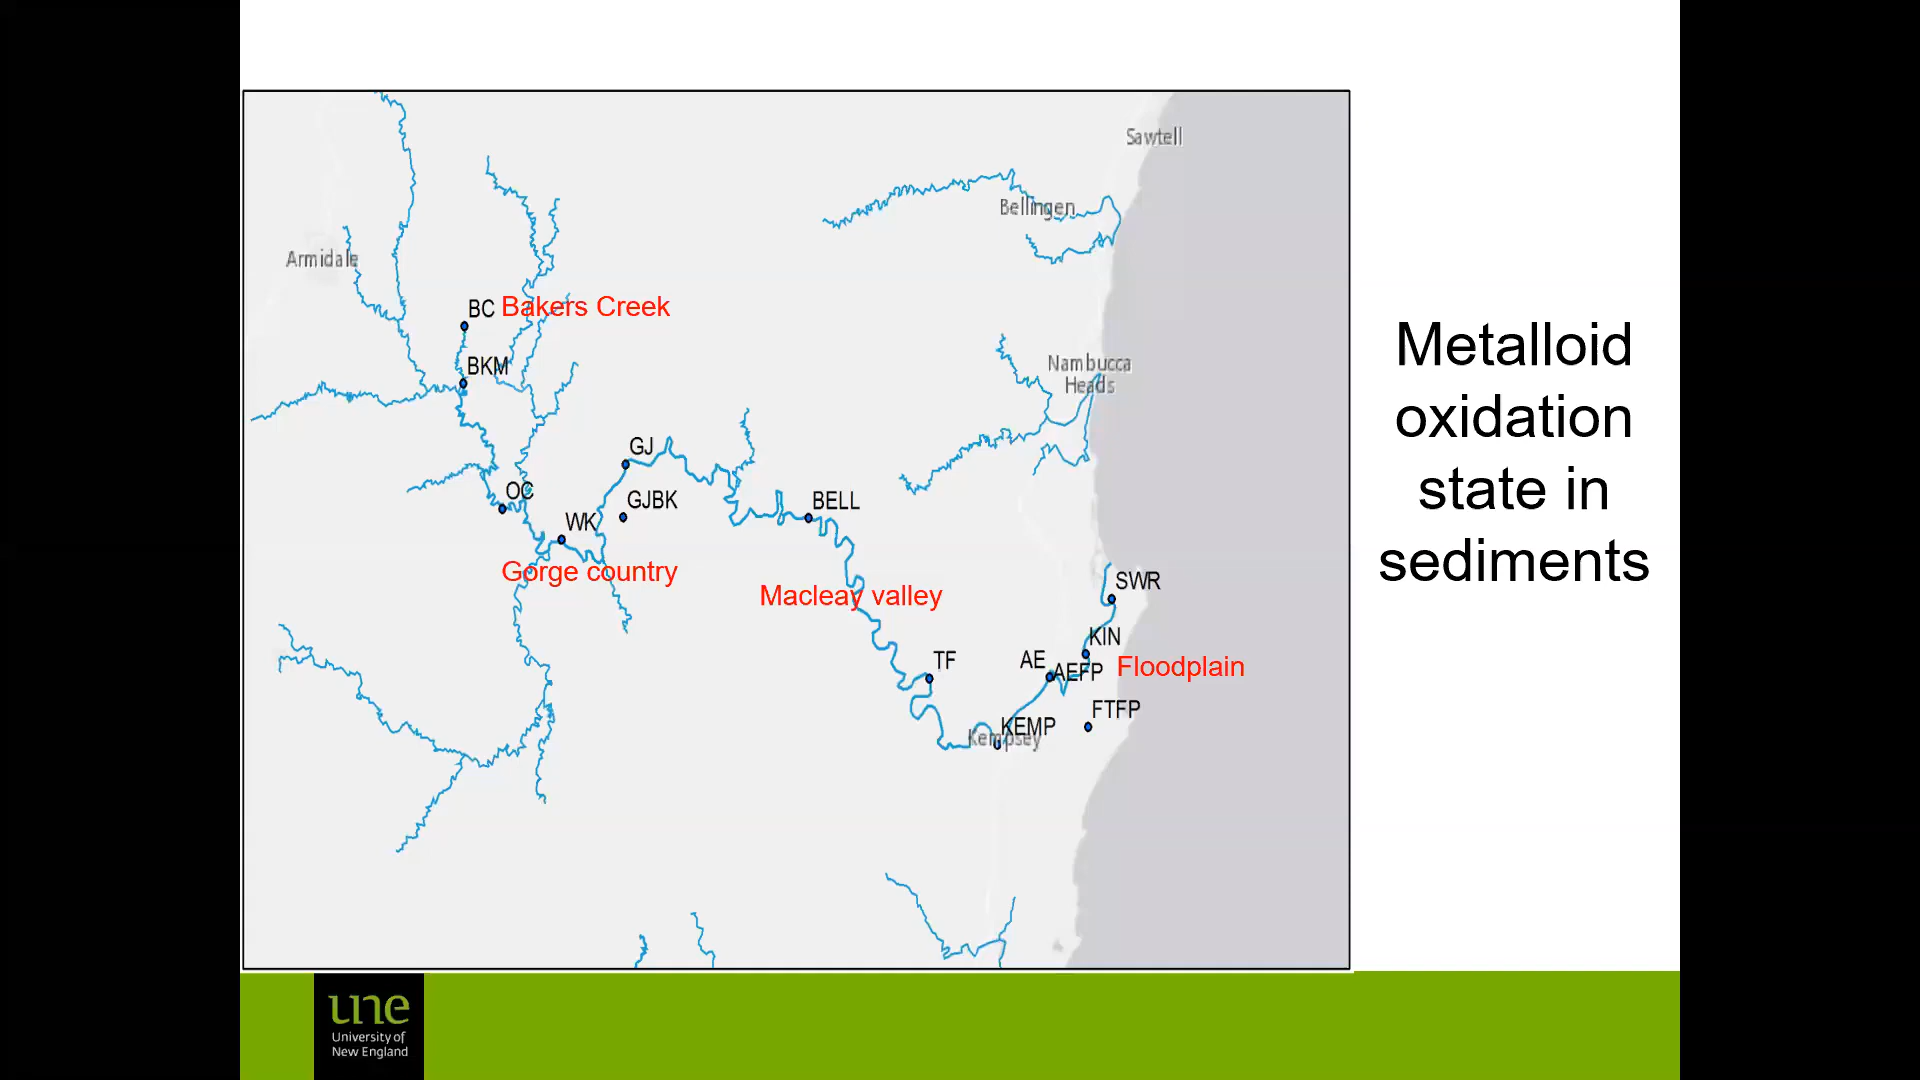 Sawtell
Bellingen
Armidale
BC Bakers Creek
BKM
Nambucca
Heads
GJ
OC
GJBK
BELL
WK
Gorge country
Macleay valley
SWR
KIN
TF
AE
AEFP
Floodplain
FTFP
KEMP
Kempsey
Metalloid
oxidation
state in
sediments
une
University of
New England